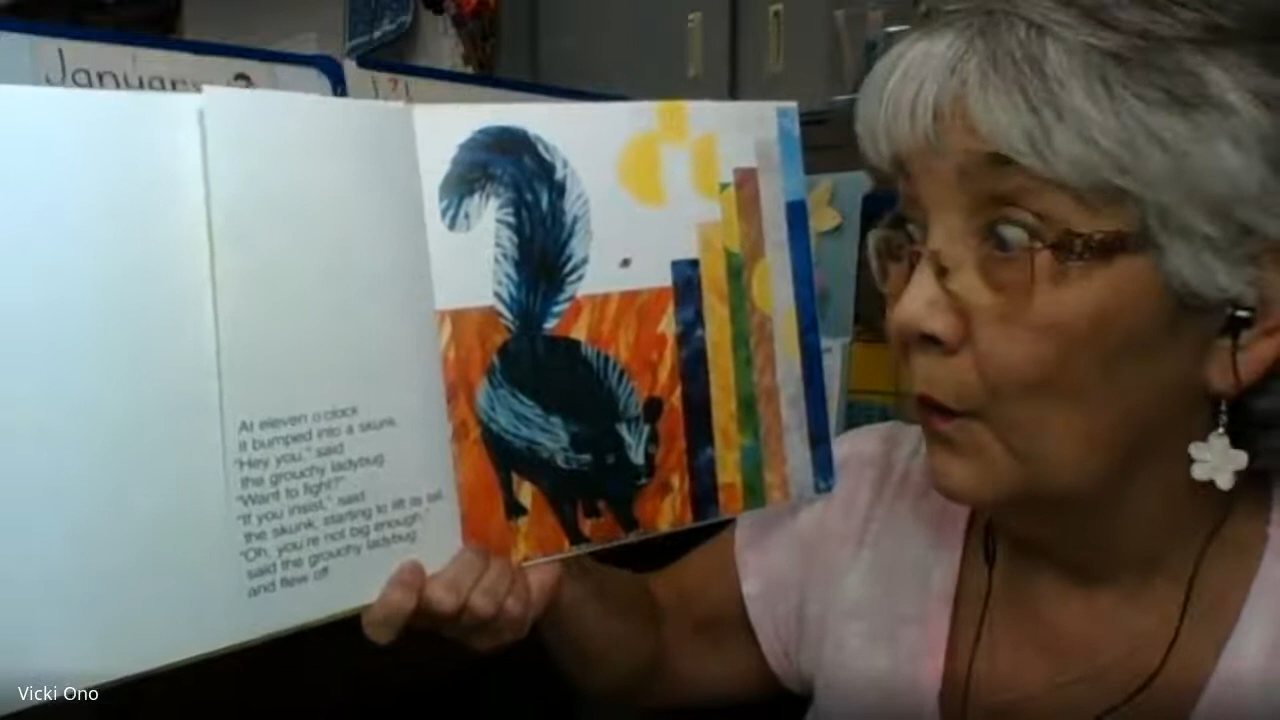 January
At eleven o'clock
it bumped into a skunk.
"Hey you," said
the grouchy ladybug.
"Want to fight?"
"If you insist," said
the skunk, starting to lift its tail.
"Oh, you're not big enough,"
said the grouchy ladybug
and flew off.
Vicki Ono